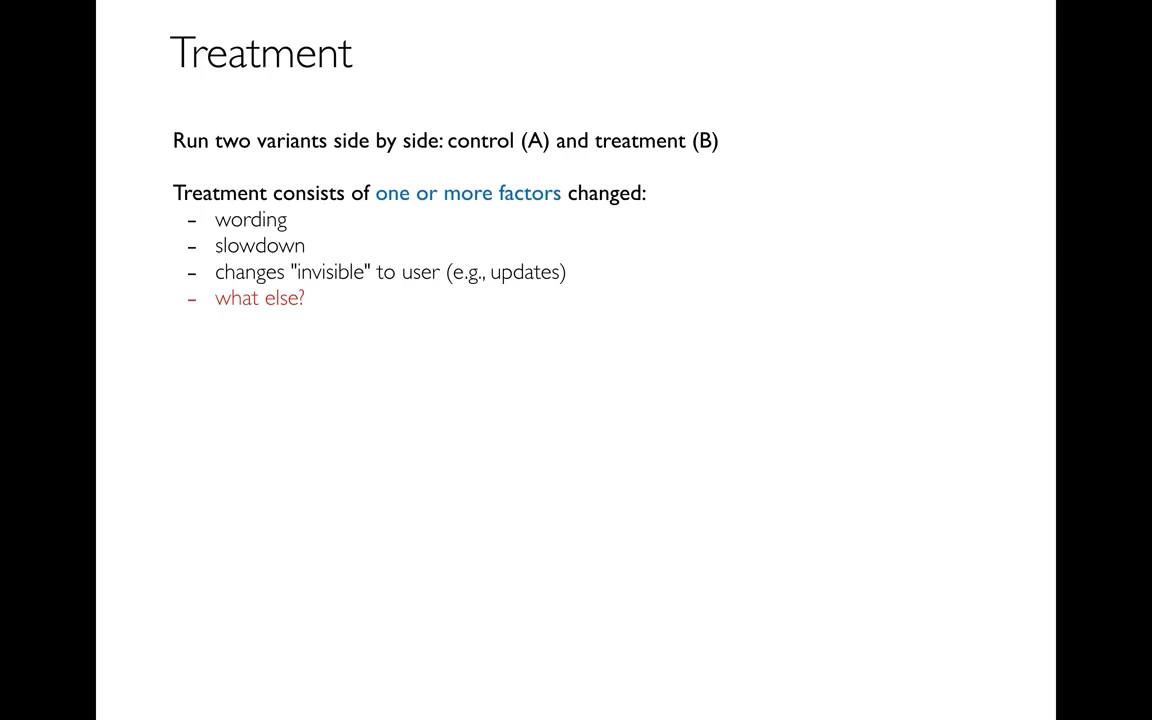 Treatment
Run two variants side by side: control (A) and treatment (B)
Treatment consists of one or more factors changed:
- wording
- slowdown
- changes "invisible" to user (e.g., updates)
- what else?